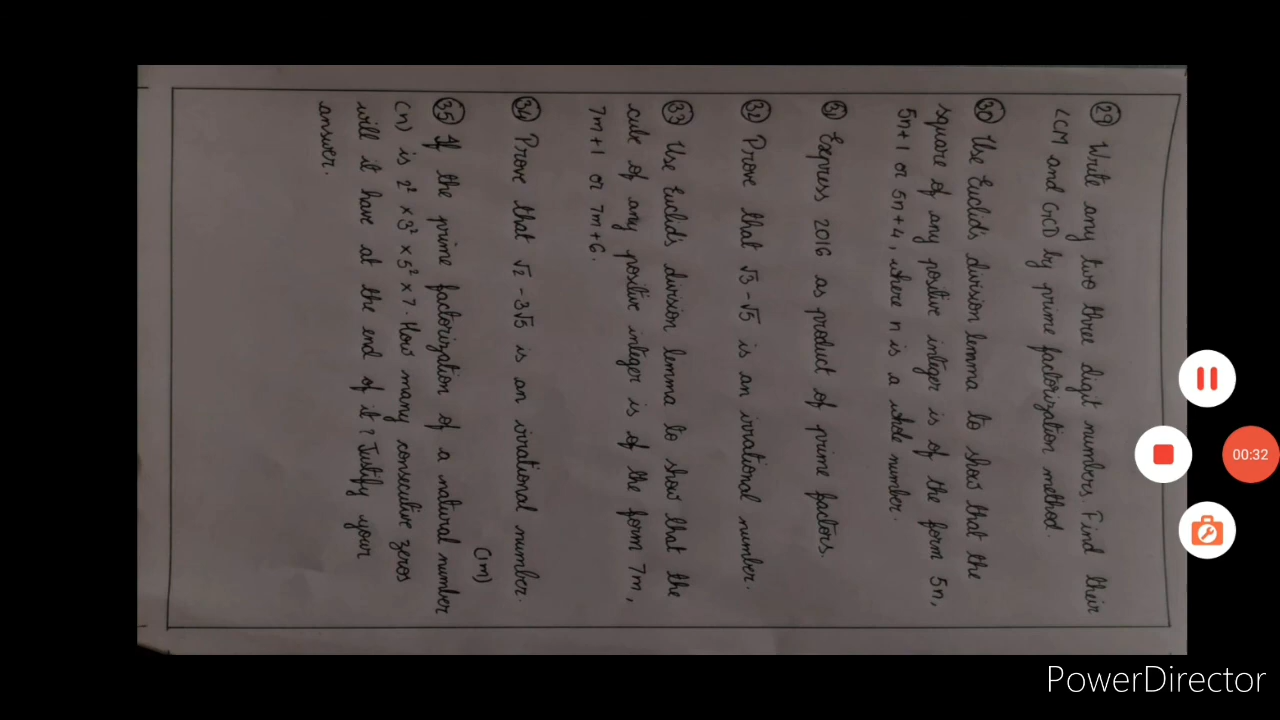 29 Write any two three digit numbers. Find their
LCM and GCD by prime factorization method.
30 Use Euclids division lemma to show that the
square of any positive integer is of the form 5n,
5n+1 or 5n+4, where n is a whole number.
31 Express 2016 as product of prime factors.
32 Prove that √3 - √5 is an irrational number.
33 Use Euclid's division lemma to show that the
cube of any positive integer is of the form 7m,
7m+1 or 7m+6.
34 Prove that √2 - 3√5 is an irrational number.
(1m)
35 If the prime factorization of a natural number
(n) is 2² × 3² × 5² × 7. How many consecutive zeros
will it have at the end of it? Justify your
answer.
00:32
PowerDirector